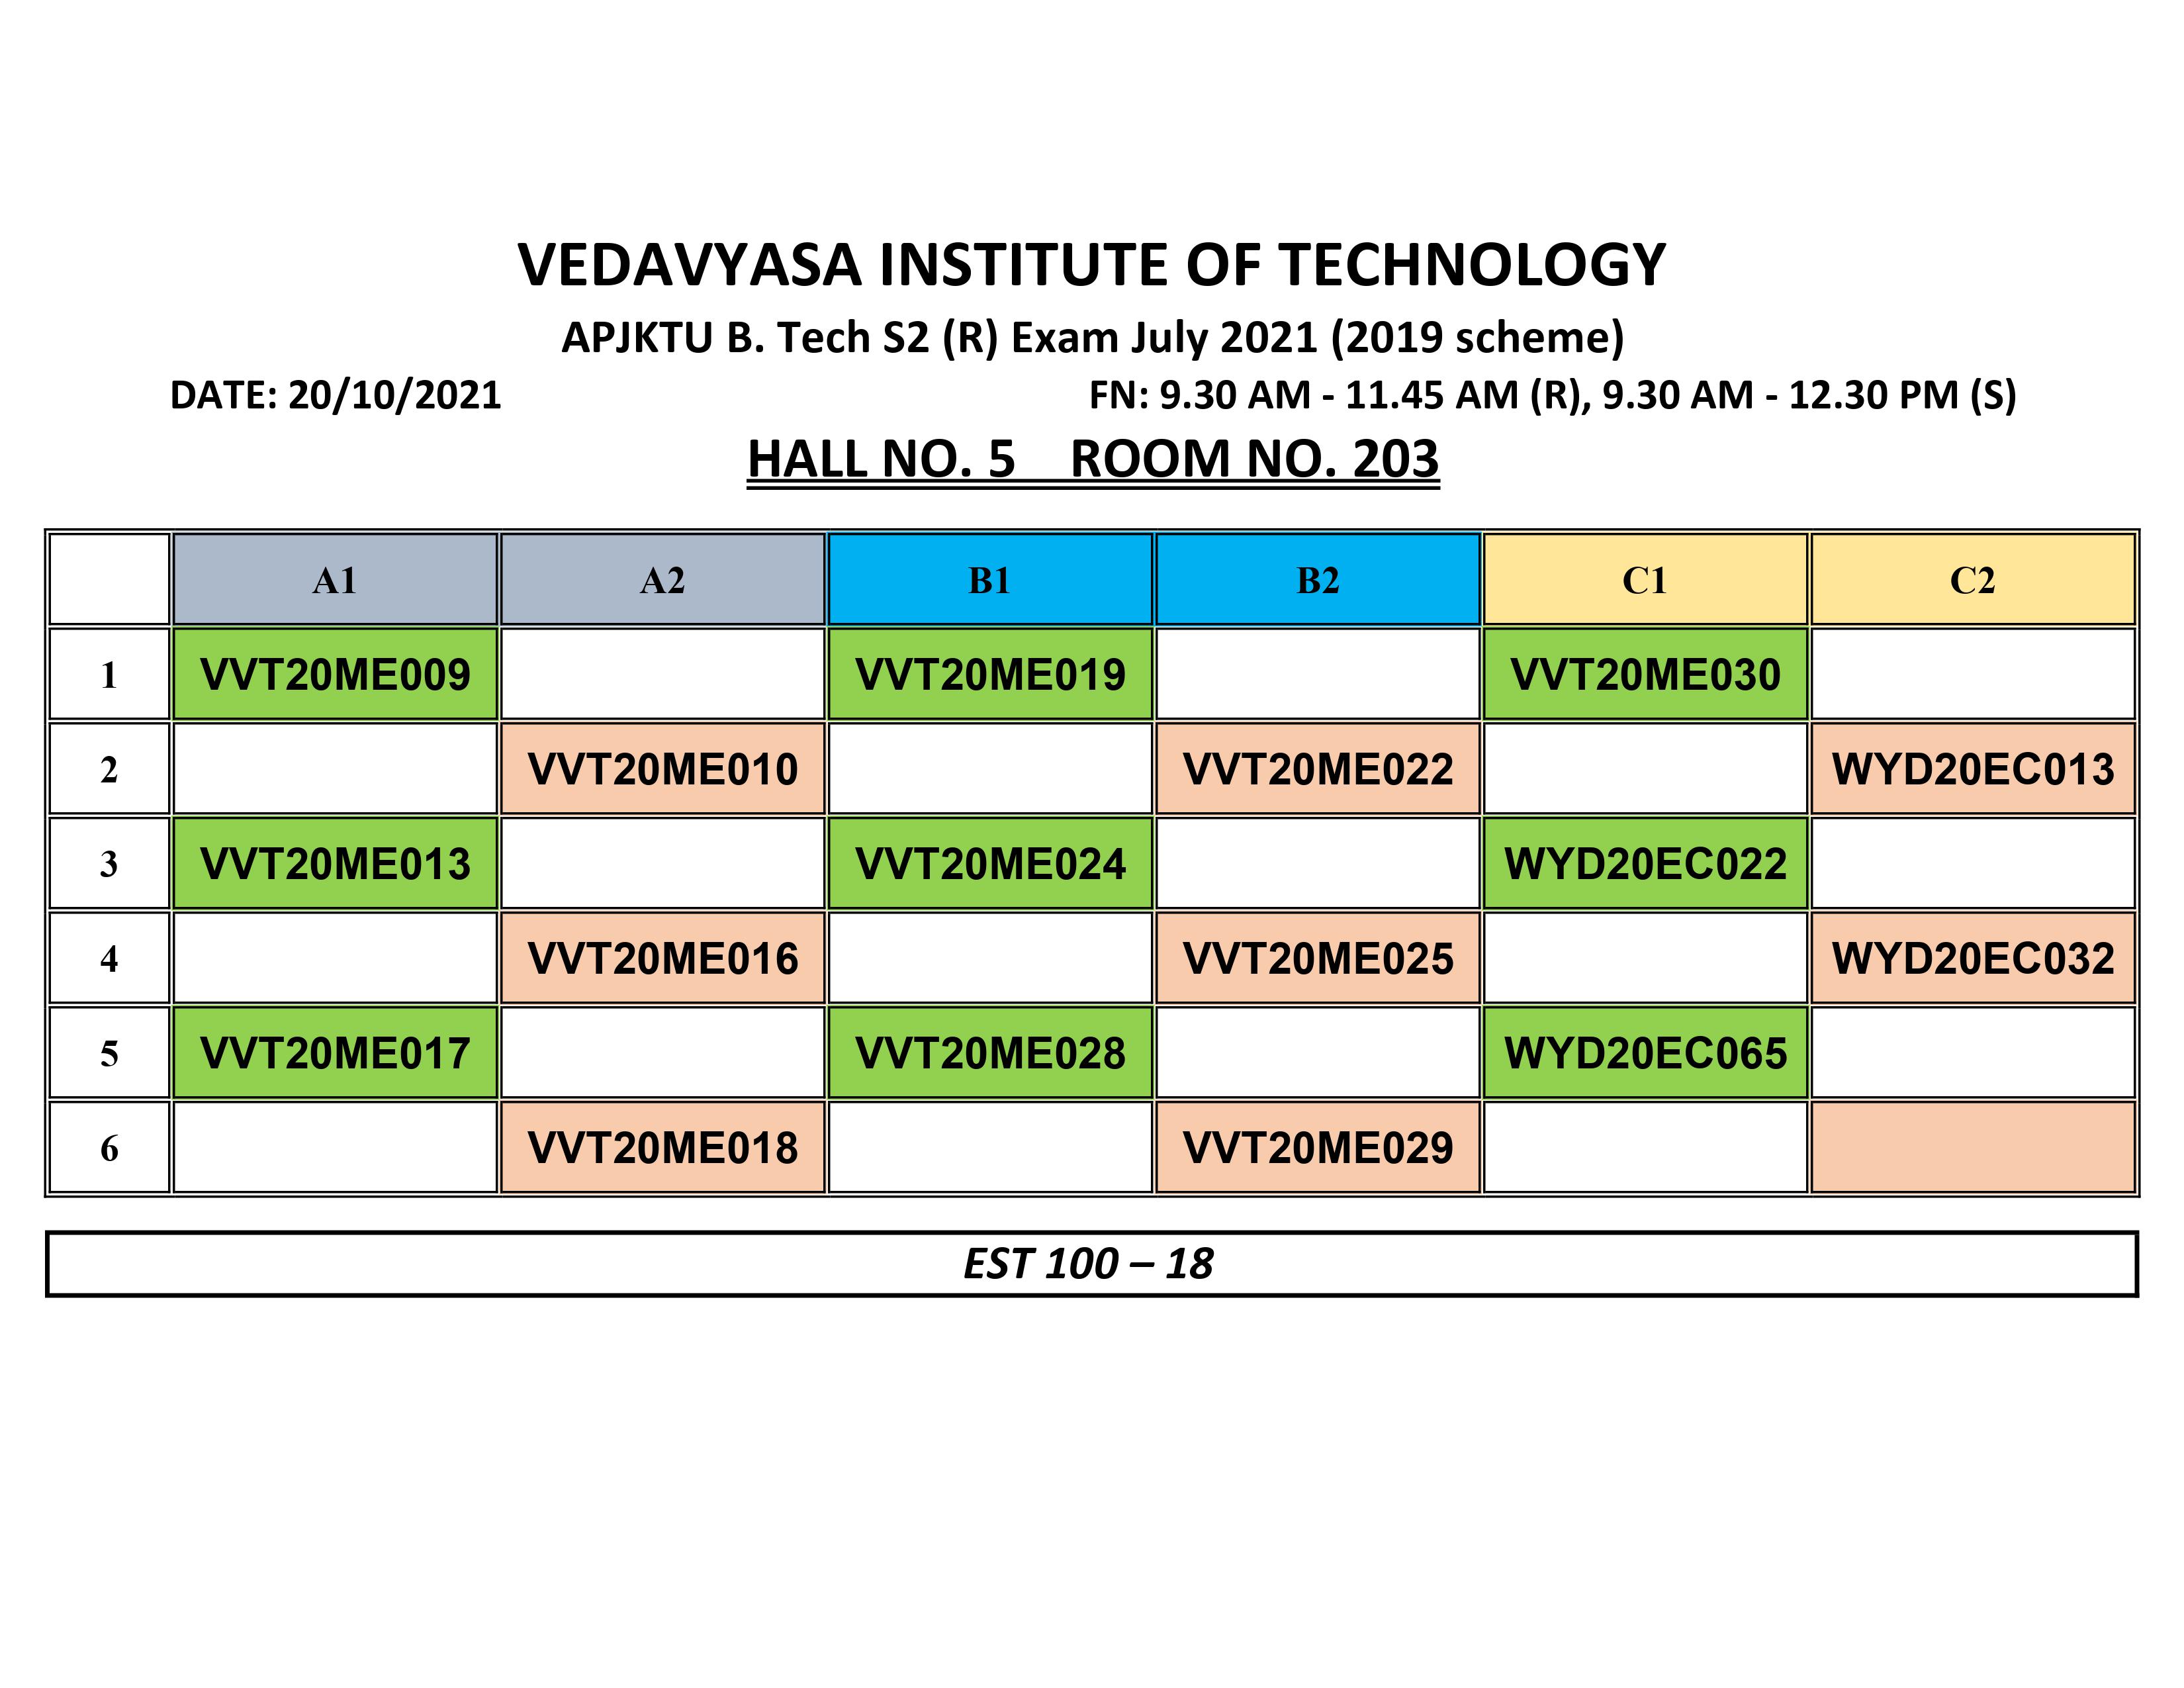 VEDAVYASA INSTITUTE OF TECHNOLOGY
APJKTU B. Tech S2 (R) Exam July 2021 (2019 scheme)
DATE: 20/10/2021 FN: 9.30 AM - 11.45 AM (R), 9.30 AM - 12.30 PM (S)
HALL NO. 5 ROOM NO. 203
A1 A2 B1 B2 C1 C2
1 VVT20ME009 VVT20ME019 VVT20ME030
2 VVT20ME010 VVT20ME022 WYD20EC013
3 VVT20ME013 VVT20ME024 WYD20EC022
4 VVT20ME016 VVT20ME025 WYD20EC032
5 VVT20ME017 VVT20ME028 WYD20EC065
6 VVT20ME018 VVT20ME029
EST 100 – 18